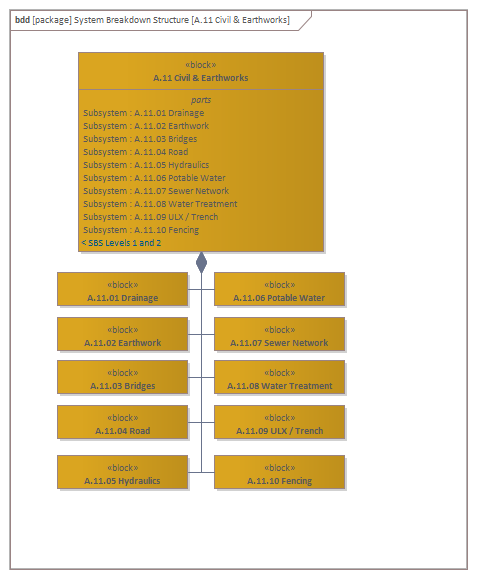 bdd [package] System Breakdown Structure [A.11 Civil & Earthworks]
«block»
A.11 Civil & Earthworks
parts
Subsystem : A.11.01 Drainage
Subsystem : A.11.02 Earthwork
Subsystem : A.11.03 Bridges
Subsystem : A.11.04 Road
Subsystem : A.11.05 Hydraulics
Subsystem : A.11.06 Potable Water
Subsystem : A.11.07 Sewer Network
Subsystem : A.11.08 Water Treatment
Subsystem : A.11.09 ULX / Trench
Subsystem : A.11.10 Fencing
< SBS Levels 1 and 2
«block»
A.11.01 Drainage
«block»
A.11.06 Potable Water
«block»
A.11.02 Earthwork
«block»
A.11.07 Sewer Network
«block»
A.11.03 Bridges
«block»
A.11.08 Water Treatment
«block»
A.11.04 Road
«block»
A.11.09 ULX / Trench
«block»
A.11.05 Hydraulics
«block»
A.11.10 Fencing